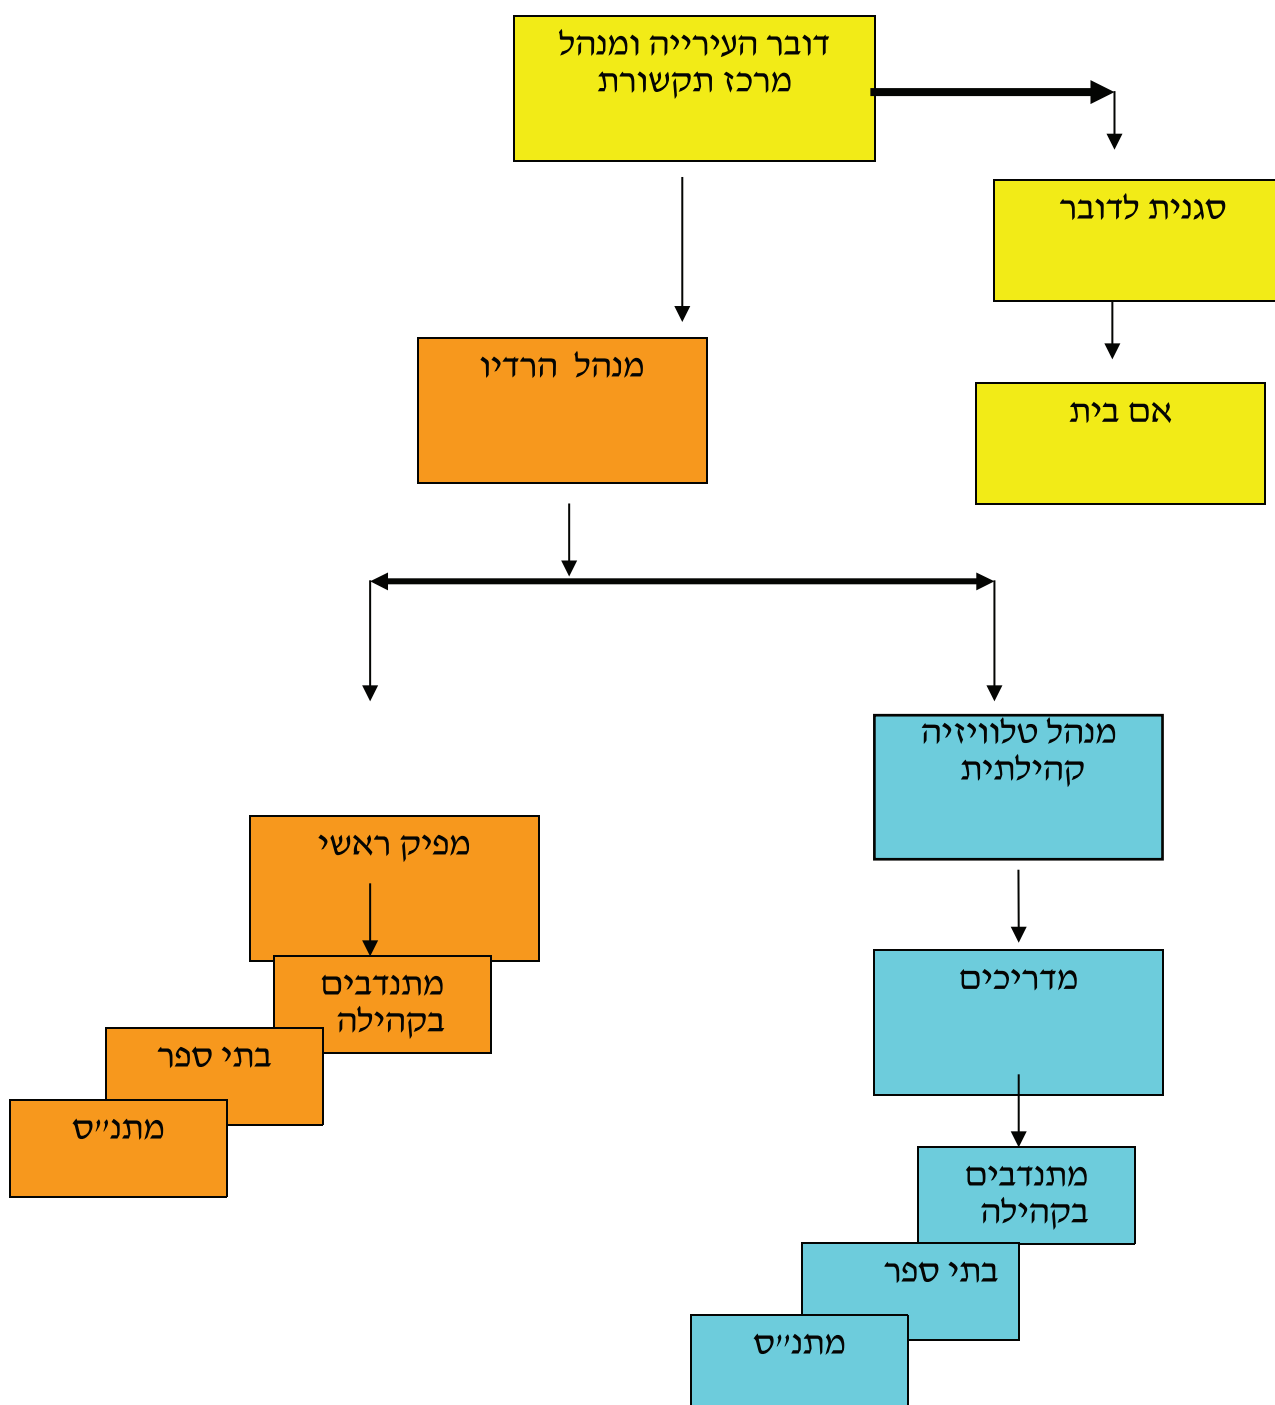 דובר העירייה ומנהל
מרכז תקשורת
סגנית לדובר
מנהל הרדיו
אם בית
מנהל טלוויזיה
קהילתית
מפיק ראשי
מדריכים
מתנדבים
בקהילה
בתי ספר
מתנ״ס
מתנדבים
בקהילה
בתי ספר
מתנ״ס